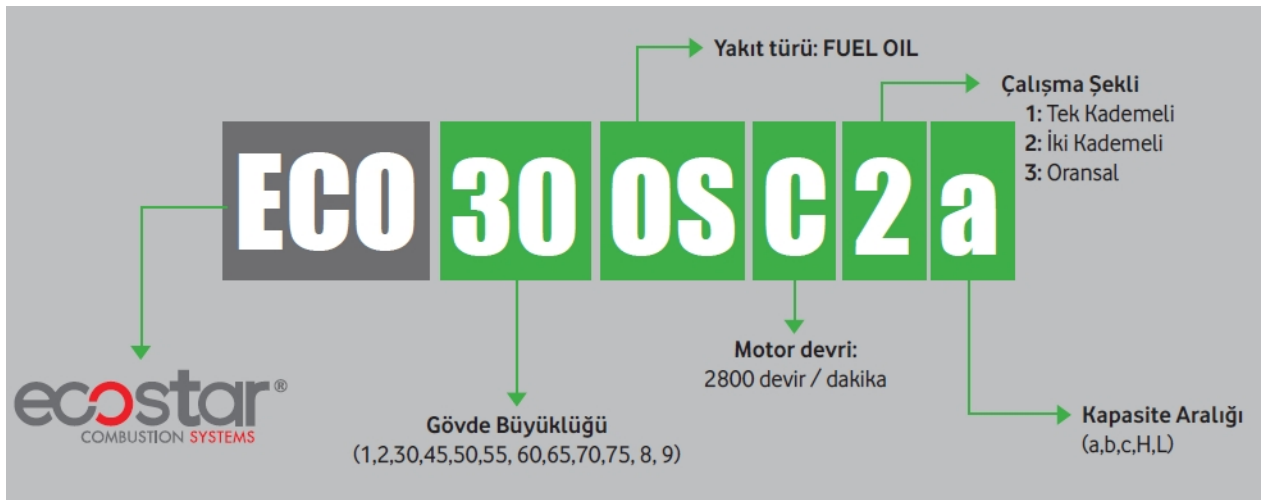 Yakıt türü: FUEL OIL
Çalışma Şekli
1: Tek Kademeli
2: İki Kademeli
3: Oransal
ECO 30 OS C 2 a
ecostar®
COMBUSTION SYSTEMS
Motor devri:
2800 devir / dakika
Gövde Büyüklüğü
(1,2,30,45,50,55, 60,65,70,75, 8, 9)
Kapasite Aralığı
(a,b,c,H,L)